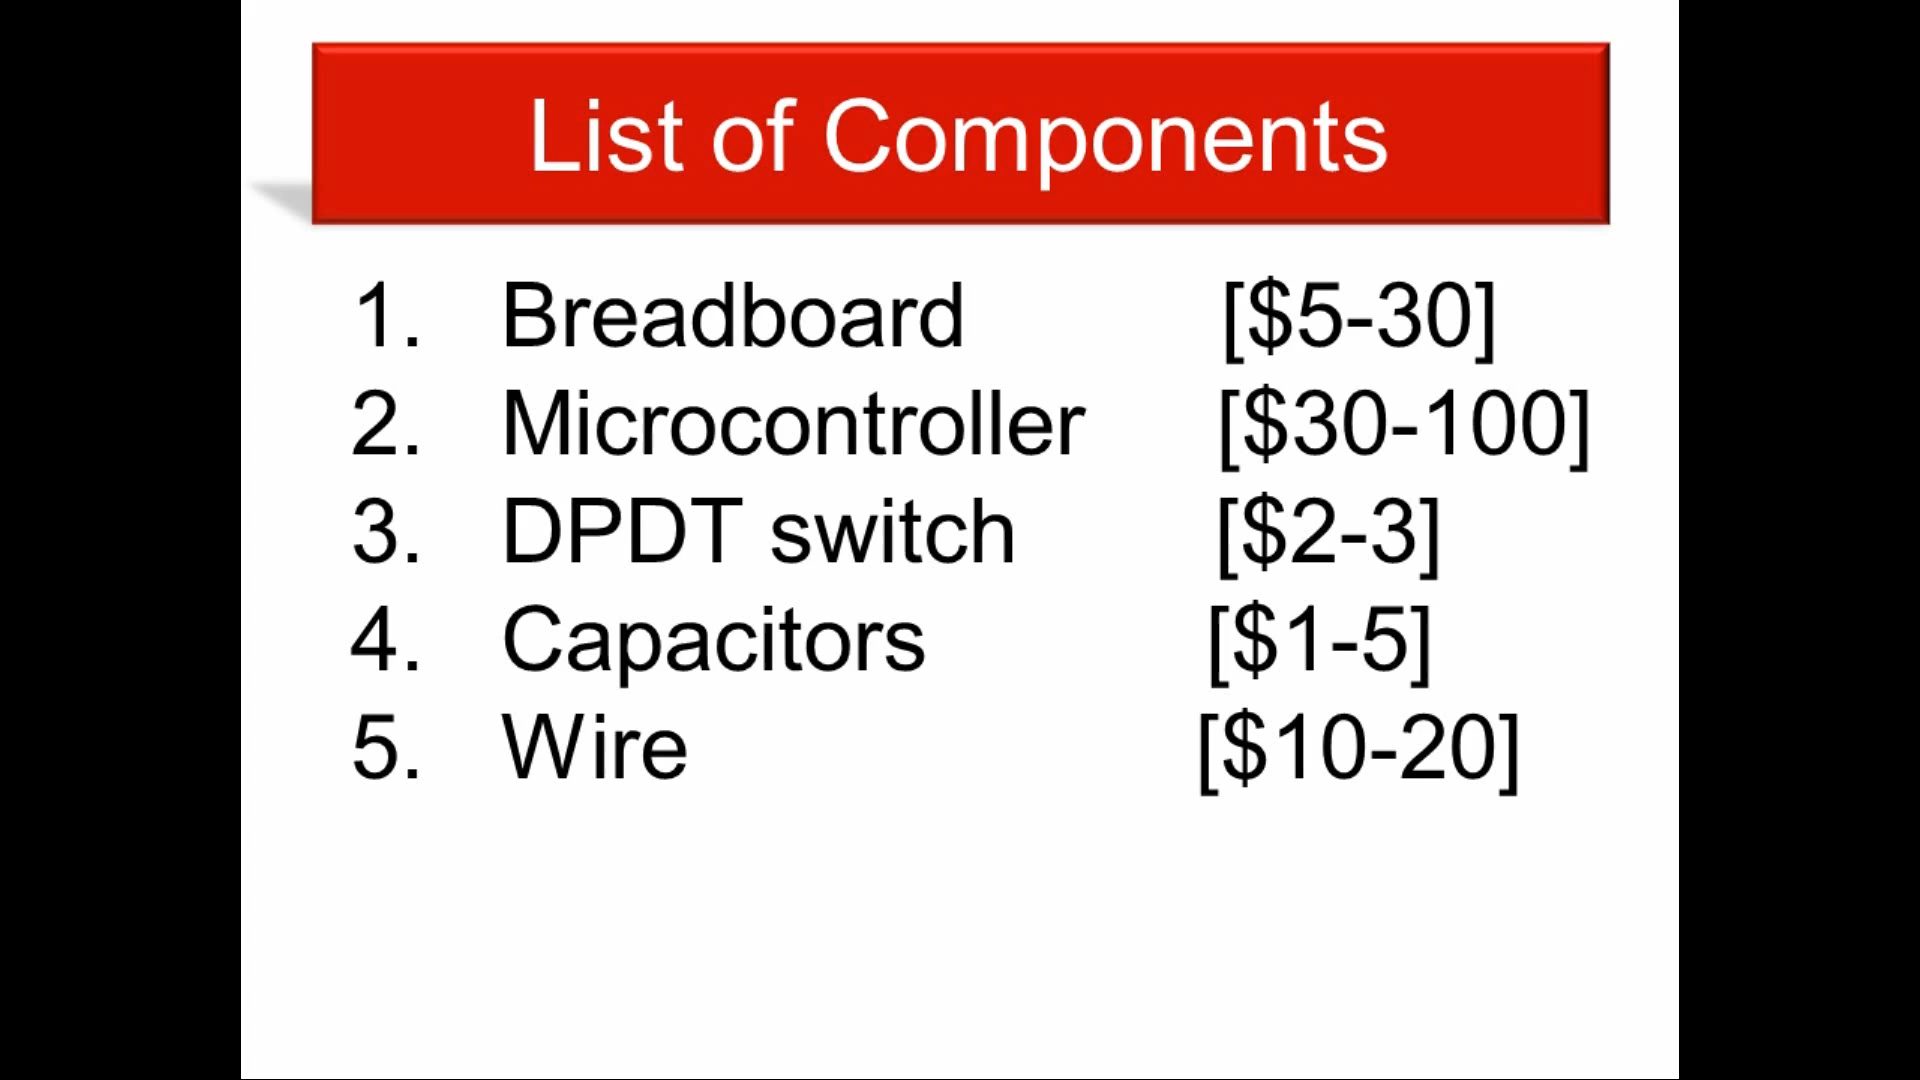 List of Components
1. Breadboard [$5-30]
2. Microcontroller [$30-100]
3. DPDT switch [$2-3]
4. Capacitors [$1-5]
5. Wire [$10-20]